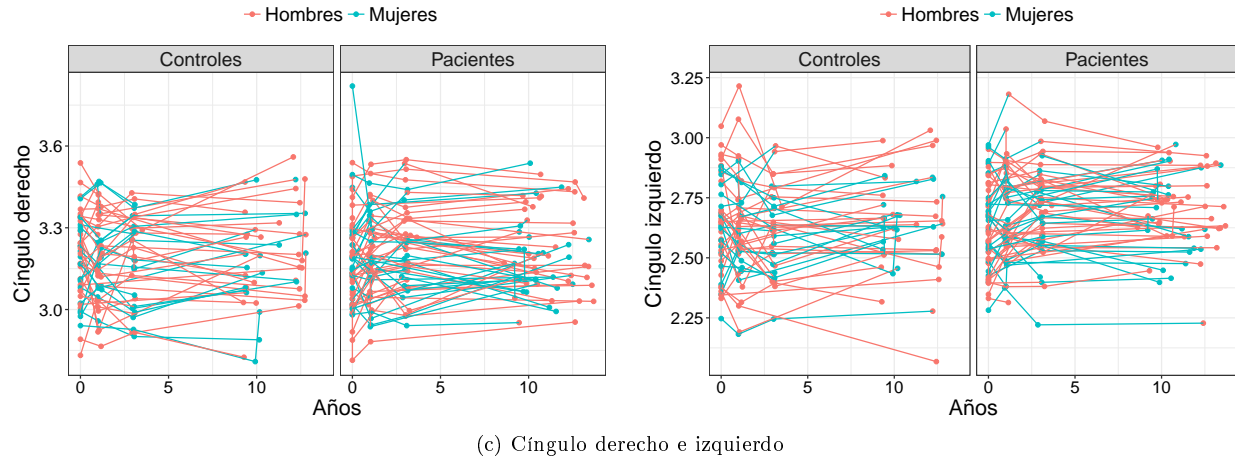 Hombres Mujeres
Controles Pacientes
Cíngulo derecho
3.6
3.3
3.0
0 5 10 0 5 10
Años
Hombres Mujeres
Controles Pacientes
Cíngulo izquierdo
3.25
3.00
2.75
2.50
2.25
0 5 10 0 5 10
Años
(c) Cíngulo derecho e izquierdo